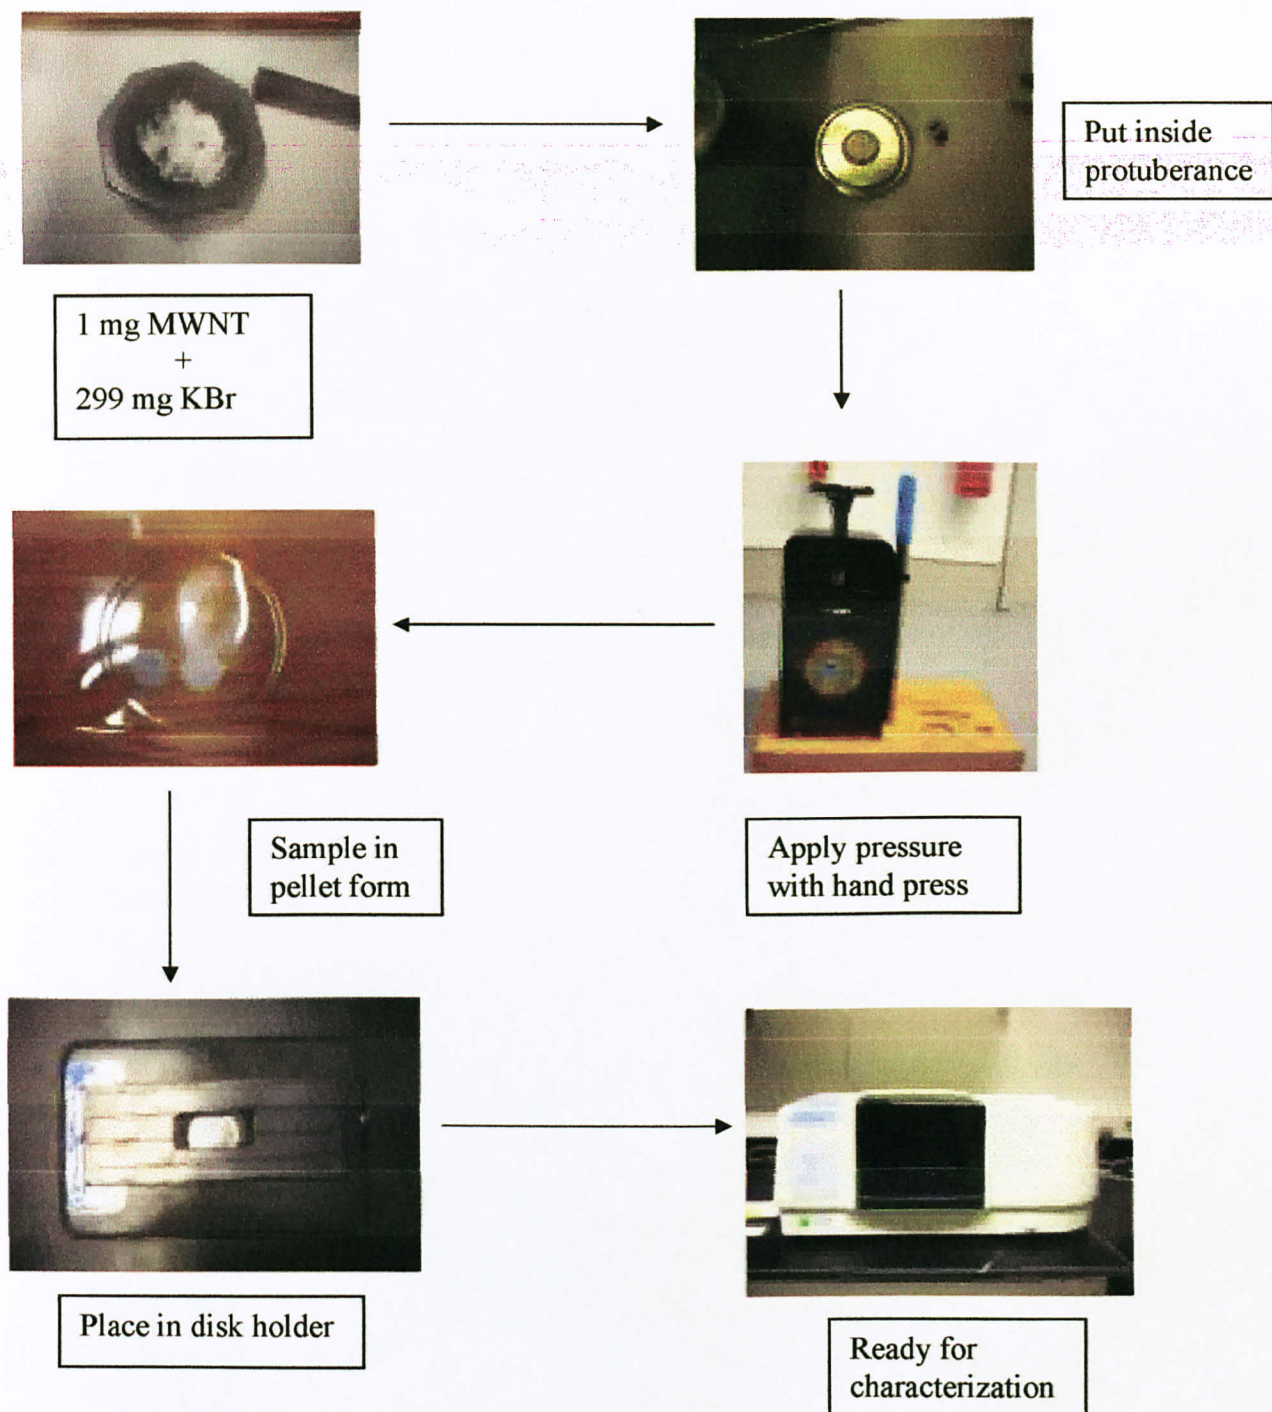 1 mg MWNT
+
299 mg KBr
Put inside
protuberance
Apply pressure
with hand press
Sample in
pellet form
Place in disk holder
Ready for
characterization